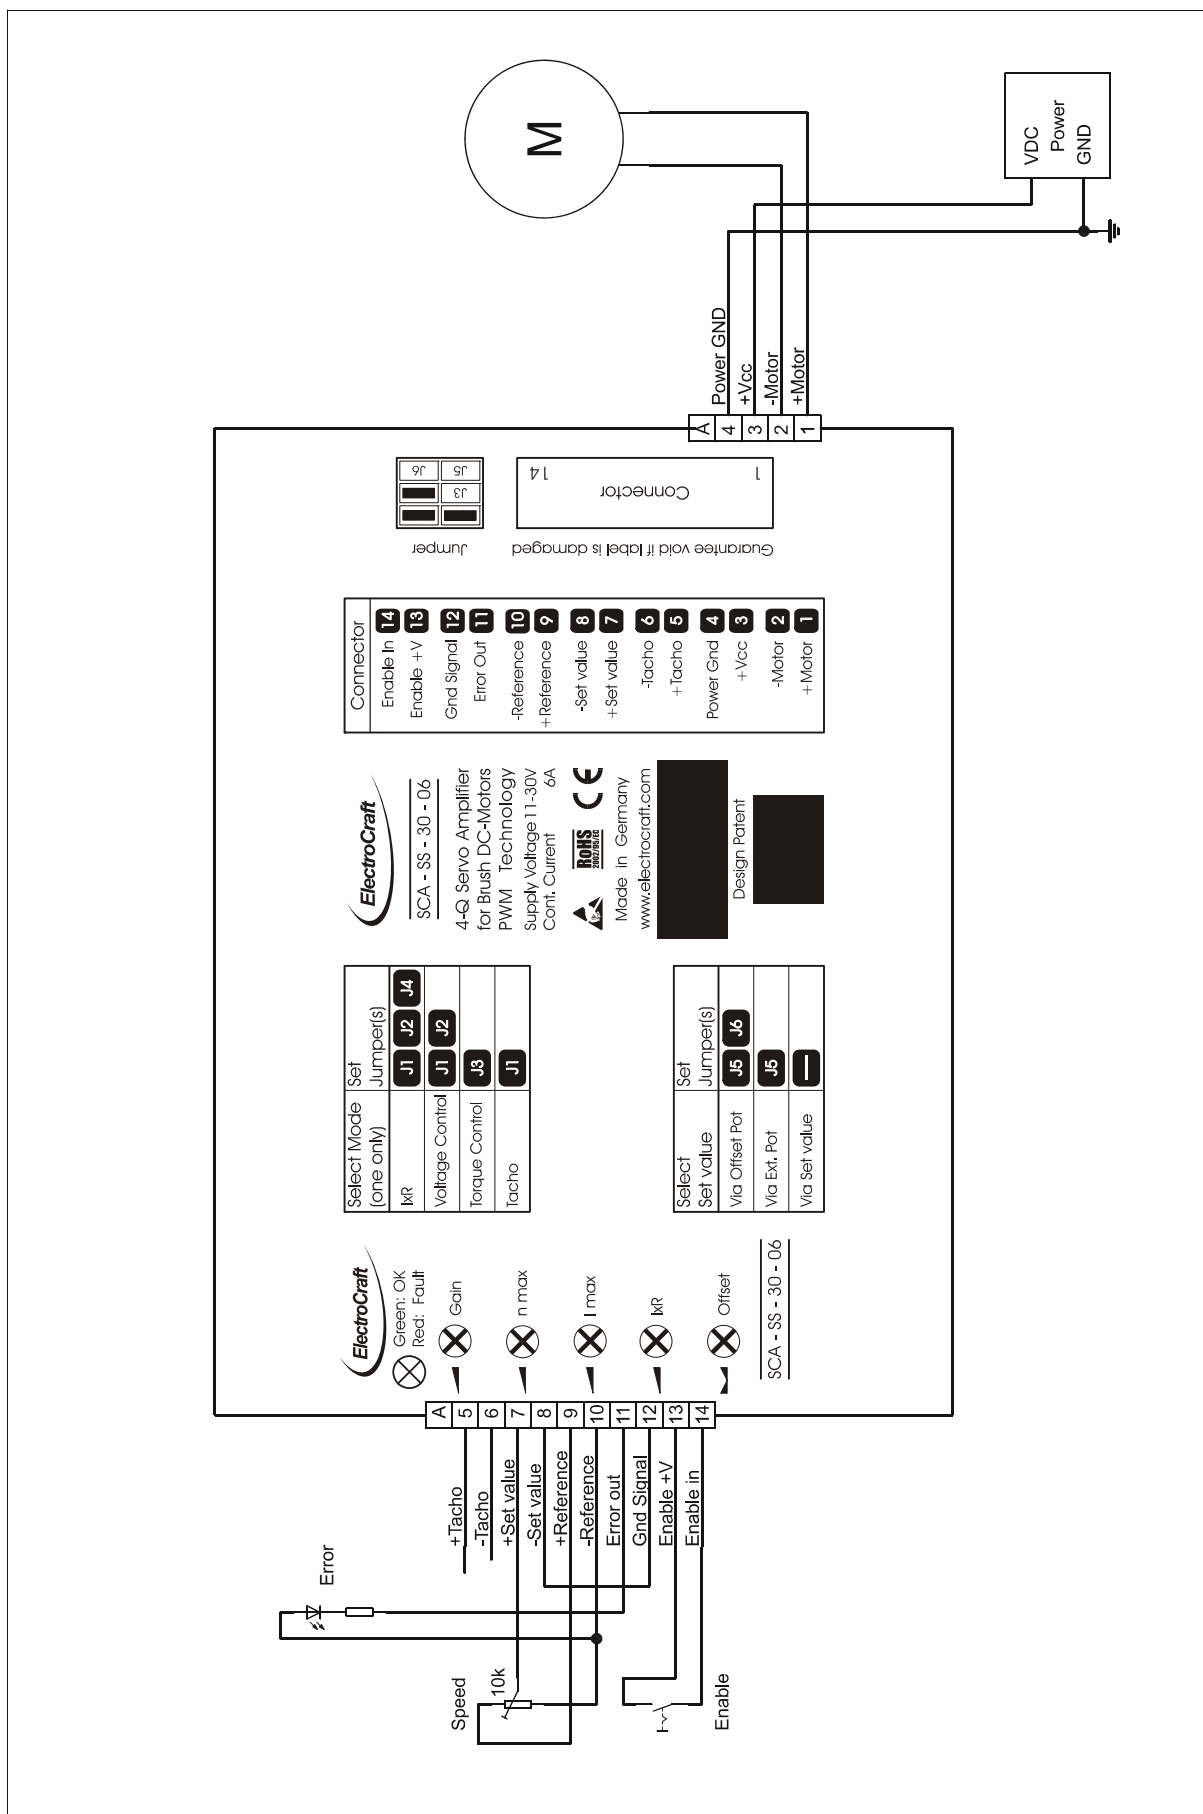 M
VDC
Power
GND
Power GND
+Vcc
-Motor
+Motor
A
4
3
2
1
J6
J5
J3
Jumper
14
1
Connector
Guarantee void if label is damaged
Connector
Enable In 14
Enable +V 13
Gnd Signal 12
Error Out 11
-Reference 10
+Reference 9
-Set value 8
+Set value 7
-Tacho 6
+Tacho 5
Power Gnd 4
+Vcc 3
-Motor 2
+Motor 1
ElectroCraft
SCA - SS - 30 - 06
4-Q Servo Amplifier
for Brush DC-Motors
PWM Technology
Supply Voltage 11-30V
Cont. Current 6A
RoHS
2002/95/EC
CE
Made in Germany
www.electrocraft.com
Design Patent
Select Mode
(one only)
Set
Jumper(s)
IxR J1 J2 J4
Voltage Control J1 J2
Torque Control J3
Tacho J1
Select
Set value
Set
Jumper(s)
Via Offset Pot J5 J6
Via Ext. Pot J5
Via Set value —
ElectroCraft
Green: OK
Red: Fault
Gain
n max
I max
IxR
Offset
SCA - SS - 30 - 06
A
5
6
7
8
9
10
11
12
13
14
+Tacho
-Tacho
+Set value
-Set value
+Reference
-Reference
Error out
Gnd Signal
Enable +V
Enable in
Error
Speed
10k
Enable